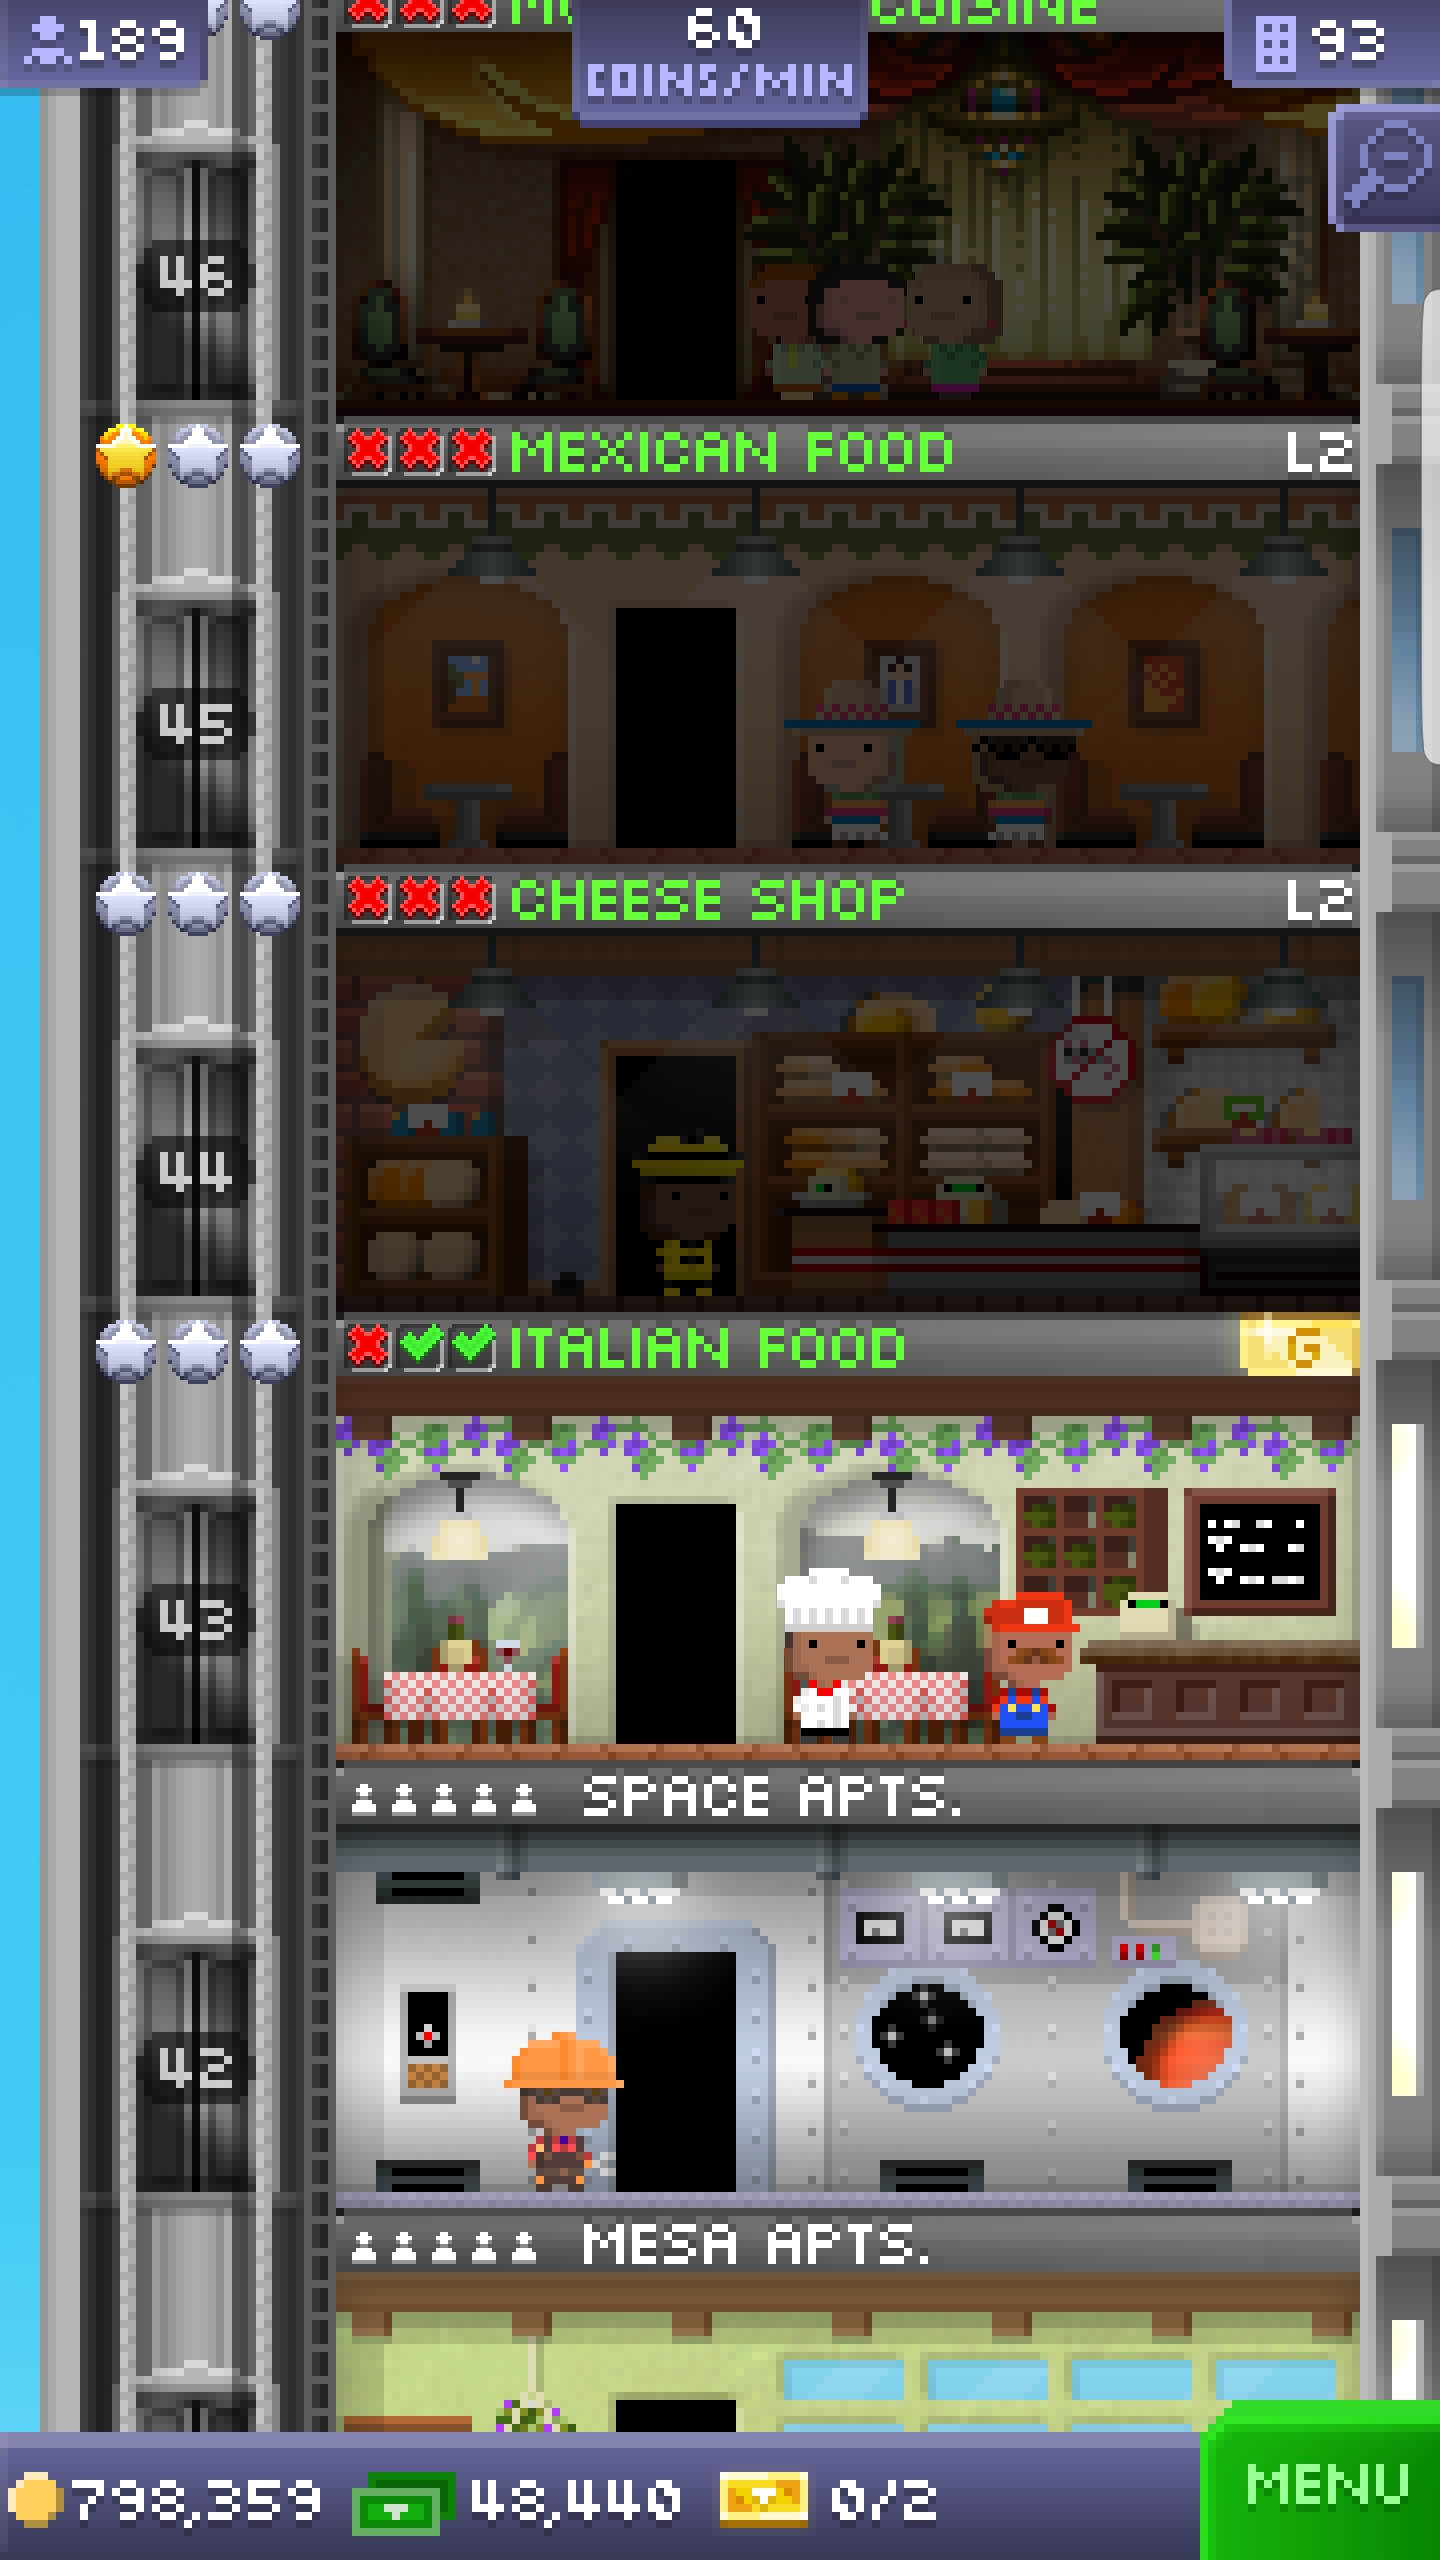 189
60
COINS/MIN
93
CUISINE
46
MEXICAN FOOD L2
45
CHEESE SHOP L2
44
ITALIAN FOOD G
43
SPACE APTS.
42
MESA APTS.
798,359 48,440 0/2
MENU